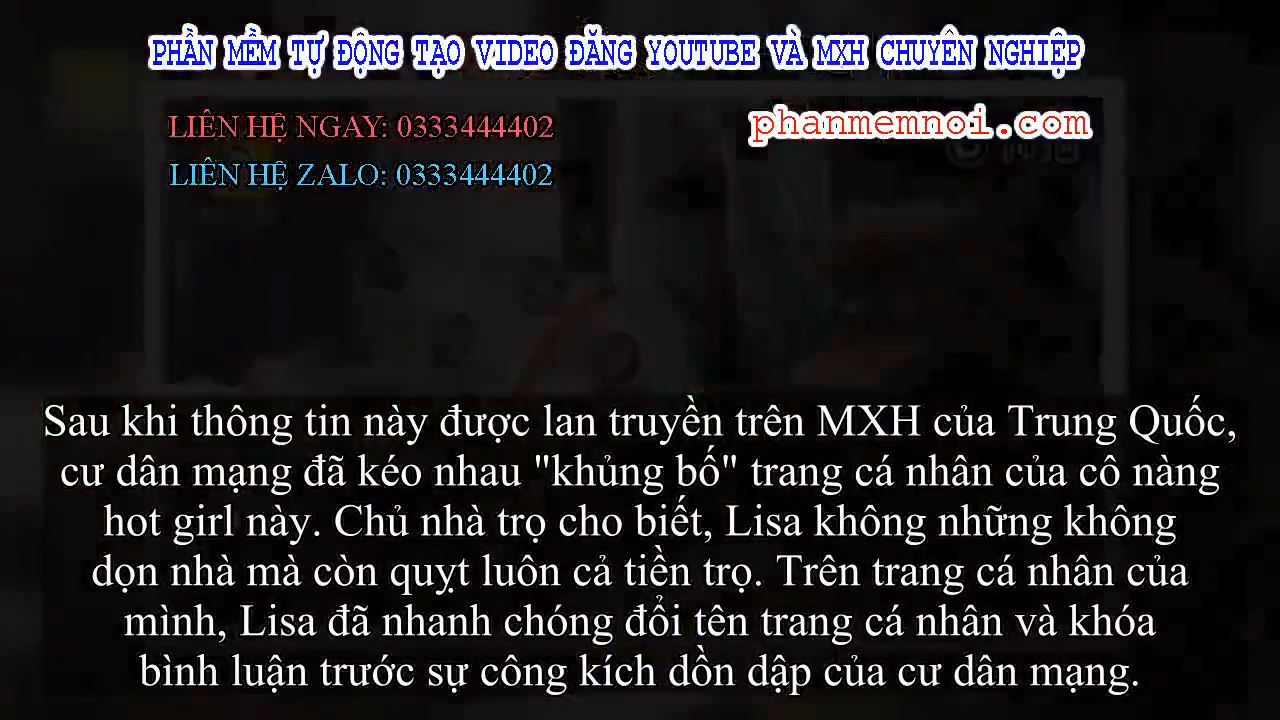 PHẦN MỀM TỰ ĐỘNG TẠO VIDEO ĐĂNG YOUTUBE VÀ MXH CHUYÊN NGHIỆP
LIÊN HỆ NGAY: 0333444402
phanmemnoi.com
LIÊN HỆ ZALO: 0333444402
Sau khi thông tin này được lan truyền trên MXH của Trung Quốc,
cư dân mạng đã kéo nhau "khủng bố" trang cá nhân của cô nàng
hot girl này. Chủ nhà trọ cho biết, Lisa không những không
dọn nhà mà còn quỵt luôn cả tiền trọ. Trên trang cá nhân của
mình, Lisa đã nhanh chóng đổi tên trang cá nhân và khóa
bình luận trước sự công kích dồn dập của cư dân mạng.